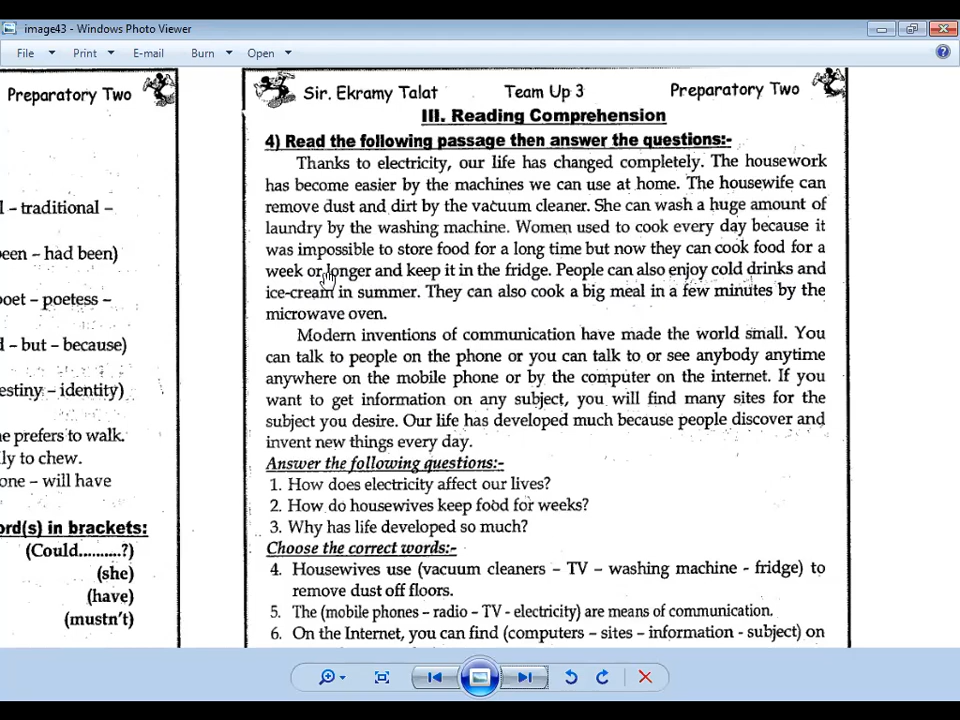 image43 - Windows Photo Viewer
File Print E-mail Burn Open
Preparatory Two
– traditional –
een – had been)
oet – poetess –
– but – because)
estiny – identity)
e prefers to walk.
ly to chew.
one – will have
ord(s) in brackets:
(Could..........?)
(she)
(have)
(mustn't)
Sir. Ekramy Talat Team Up 3 Preparatory Two
III. Reading Comprehension
4) Read the following passage then answer the questions:-
Thanks to electricity, our life has changed completely. The housework
has become easier by the machines we can use at home. The housewife can
remove dust and dirt by the vacuum cleaner. She can wash a huge amount of
laundry by the washing machine. Women used to cook every day because it
was impossible to store food for a long time but now they can cook food for a
week or longer and keep it in the fridge. People can also enjoy cold drinks and
ice-cream in summer. They can also cook a big meal in a few minutes by the
microwave oven.
Modern inventions of communication have made the world small. You
can talk to people on the phone or you can talk to or see anybody anytime
anywhere on the mobile phone or by the computer on the internet. If you
want to get information on any subject, you will find many sites for the
subject you desire. Our life has developed much because people discover and
invent new things every day.
Answer the following questions:-
1. How does electricity affect our lives?
2. How do housewives keep food for weeks?
3. Why has life developed so much?
Choose the correct words:-
4. Housewives use (vacuum cleaners – TV – washing machine - fridge) to
remove dust off floors.
5. The (mobile phones – radio – TV - electricity) are means of communication.
6. On the Internet, you can find (computers – sites – information - subject) on